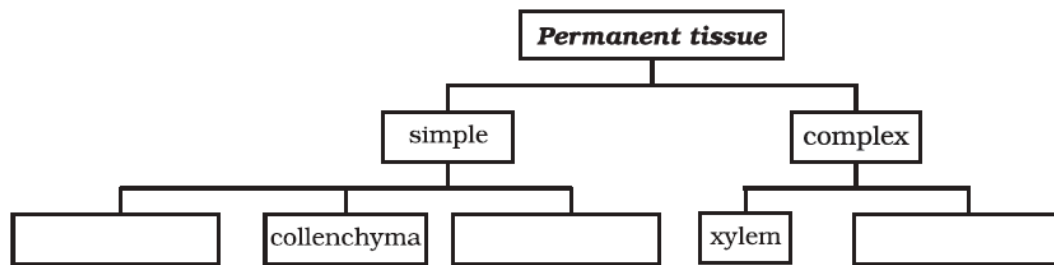 Permanent tissue
simple
complex
collenchyma
xylem